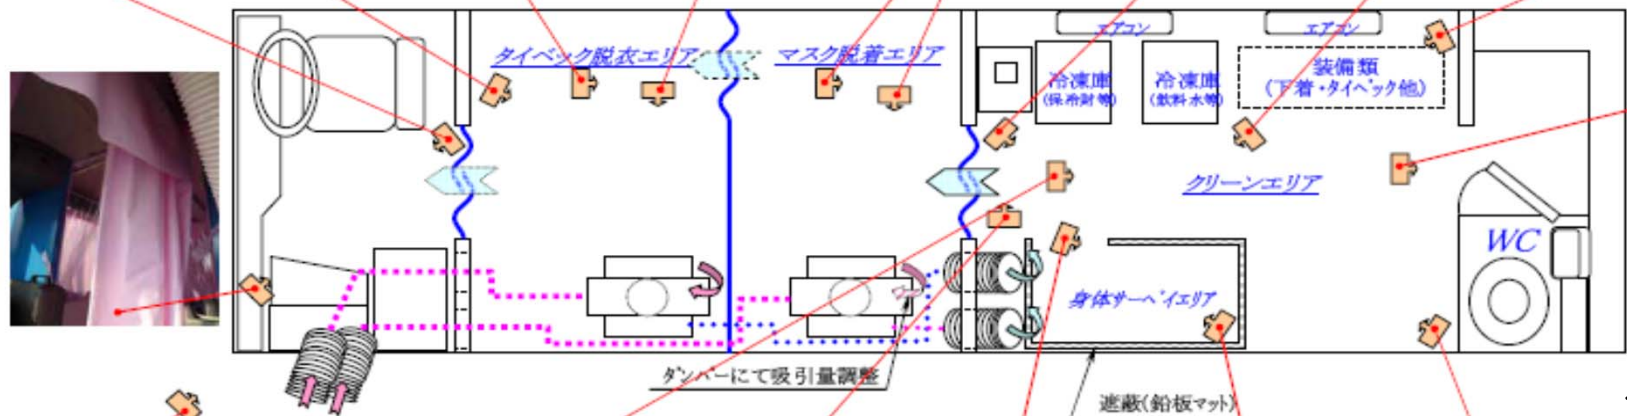 エアコン
エアコン
タイベック脱衣エリア
マスク脱着エリア
冷凍庫
(保冷財等)
冷凍庫
(飲料水等)
装備類
(下着・タイベック他)
クリーンエリア
WC
身体サーベイエリア
ダンパーにて吸引量調整
遮蔽(鉛板マット)